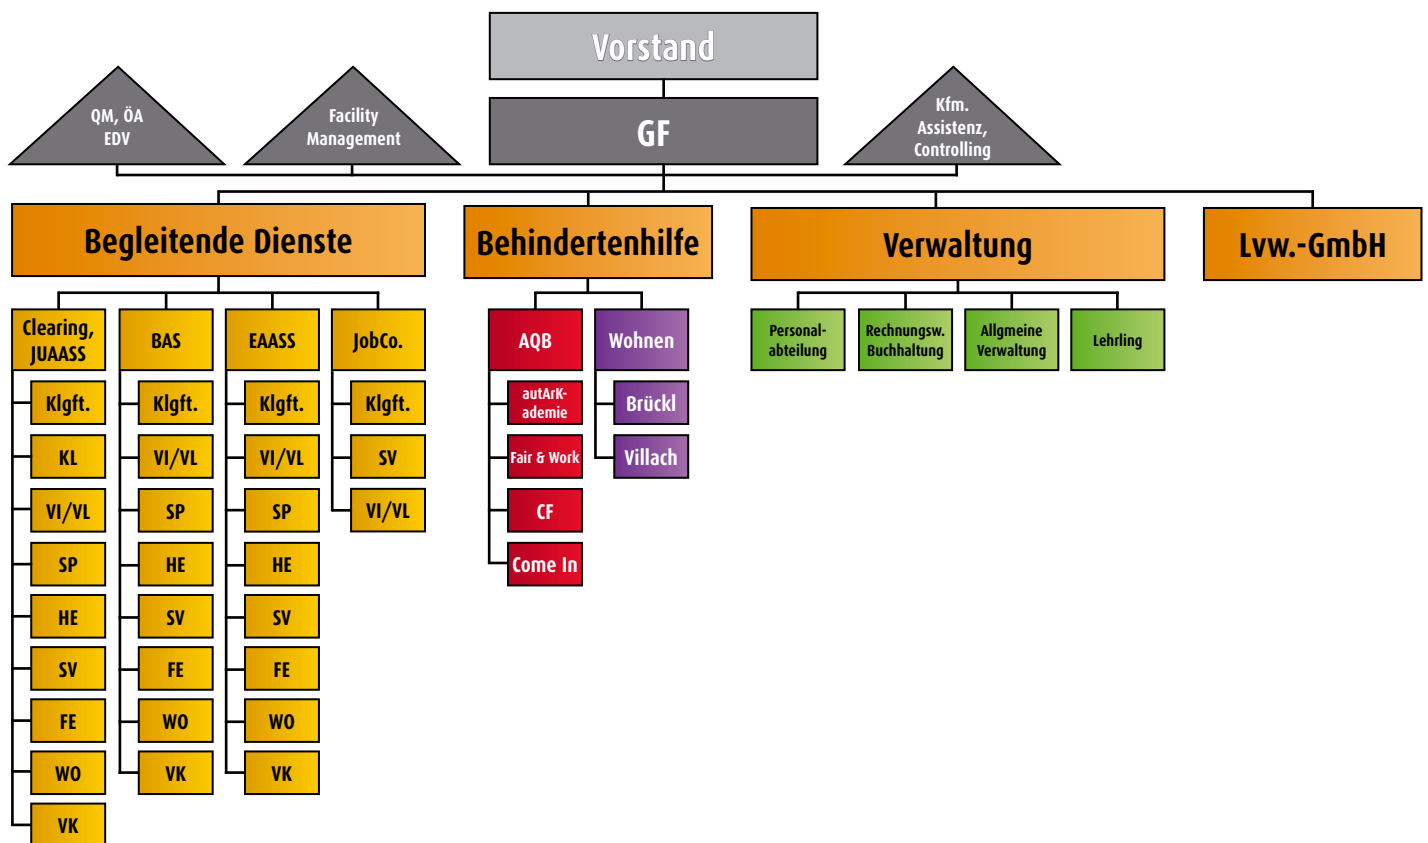 Vorstand
QM, ÖA
EDV
Facility
Management
GF
Kfm.
Assistenz,
Controlling
Begleitende Dienste
Behindertenhilfe
Verwaltung
Lvw.-GmbH
Clearing,
JUAASS
BAS
EAASS
JobCo.
AQB
Wohnen
Personal-
abteilung
Rechnungsw.
Buchhaltung
Allgmeine
Verwaltung
Lehrling
Klgft.
KL
VI/VL
SP
HE
SV
FE
WO
VK
Klgft.
VI/VL
SP
HE
SV
FE
WO
VK
Klgft.
VI/VL
SP
HE
SV
FE
WO
VK
Klgft.
SV
VI/VL
autArK-
ademie
Fair & Work
CF
Come In
Brückl
Villach